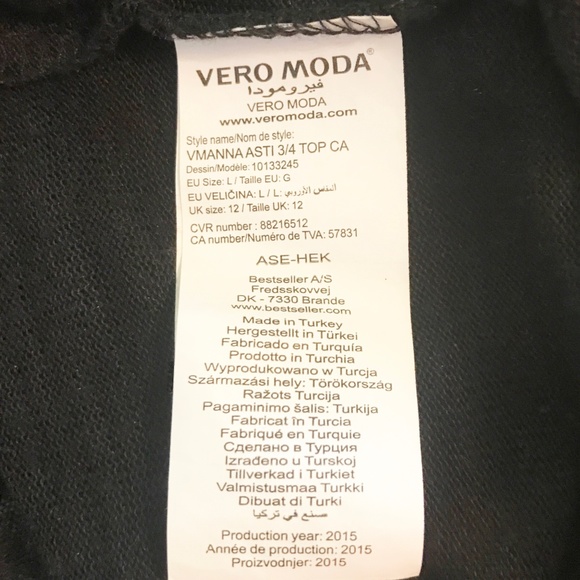 VERO MODA®
فيرومودا
VERO MODA
www.veromoda.com
Style name/Nom de style:
VMANNA ASTI 3/4 TOP CA
Dessin/Modèle: 10133245
EU Size: L / Taille EU: G
EU VELIČINA: L / L: المقاس الأوروبي
UK size: 12 / Taille UK: 12
CVR number : 88216512
CA number/Numéro de TVA: 57831
ASE-HEK
Bestseller A/S
Fredsskovvej
DK - 7330 Brande
www.bestseller.com
Made in Turkey
Hergestellt in Türkei
Fabricado en Turquía
Prodotto in Turchia
Wyprodukowano w Turcja
Származási hely: Törökország
Ražots Turcija
Pagaminimo šalis: Turkija
Fabricat în Turcia
Fabriqué en Turquie
Сделано в Турция
Izrađeno u Turskoj
Tillverkad i Turkiet
Valmistusmaa Turkki
Dibuat di Turki
صنع في تركيا
Production year: 2015
Année de production: 2015
Proizvodnjer: 2015